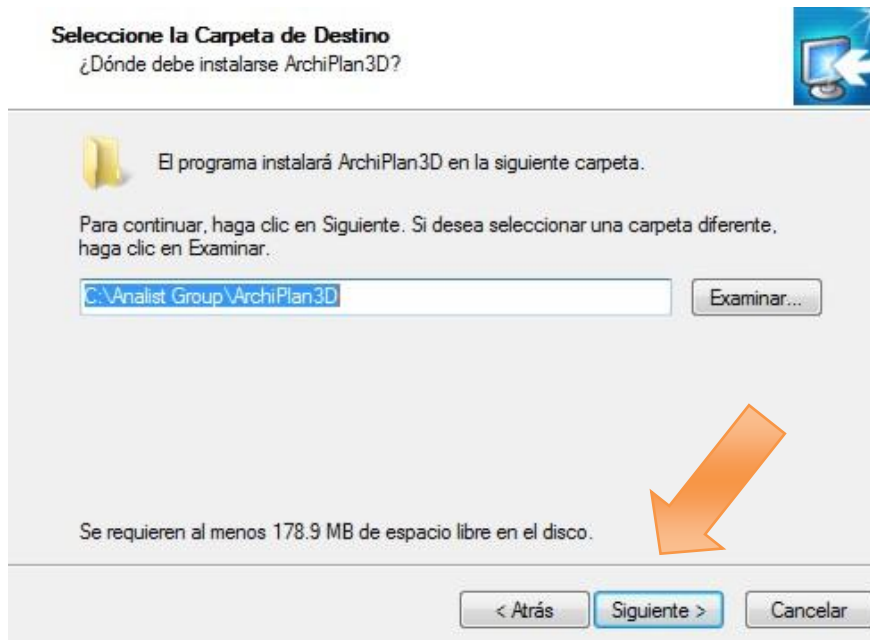 Seleccione la Carpeta de Destino
¿Dónde debe instalarse ArchiPlan3D?
El programa instalará ArchiPlan3D en la siguiente carpeta.
Para continuar, haga clic en Siguiente. Si desea seleccionar una carpeta diferente,
haga clic en Examinar.
C:\Analist Group\ArchiPlan3D
Examinar...
Se requieren al menos 178.9 MB de espacio libre en el disco.
< Atrás
Siguiente >
Cancelar